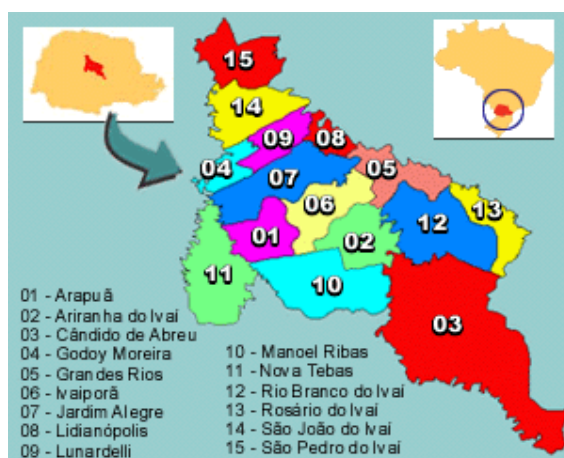 15
14
09
08
04
05
07
06
13
12
01
02
11
10
03
01 - Arapuã
02 - Ariranha do Ivaí
03 - Cândido de Abreu
04 - Godoy Moreira
05 - Grandes Rios
06 - Ivaiporã
07 - Jardim Alegre
08 - Lidianópolis
09 - Lunardelli
10 - Manoel Ribas
11 - Nova Tebas
12 - Rio Branco do Ivaí
13 - Rosário do Ivaí
14 - São João do Ivaí
15 - São Pedro do Ivaí